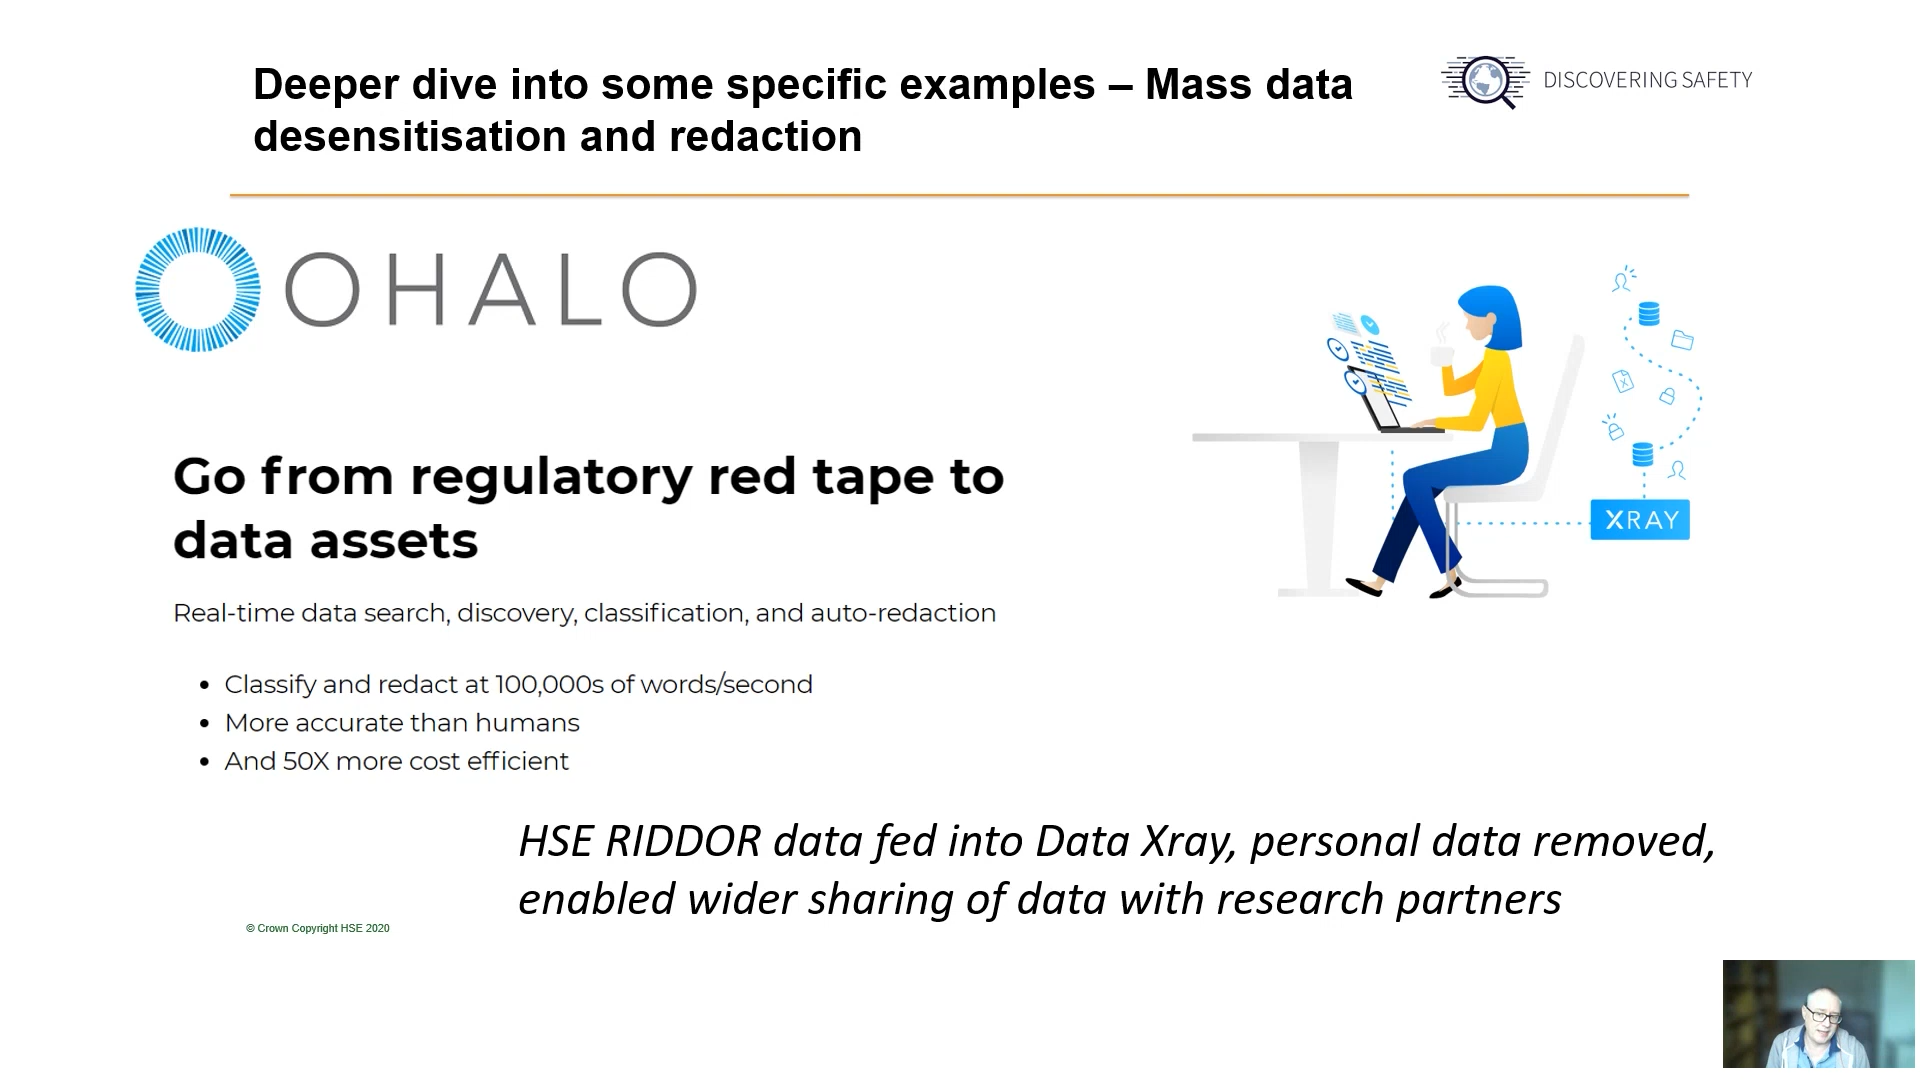 Deeper dive into some specific examples – Mass data
desensitisation and redaction
DISCOVERING SAFETY
OHALO
Go from regulatory red tape to
data assets
Real-time data search, discovery, classification, and auto-redaction
• Classify and redact at 100,000s of words/second
• More accurate than humans
• And 50X more cost efficient
XRAY
HSE RIDDOR data fed into Data Xray, personal data removed,
enabled wider sharing of data with research partners
© Crown Copyright HSE 2020